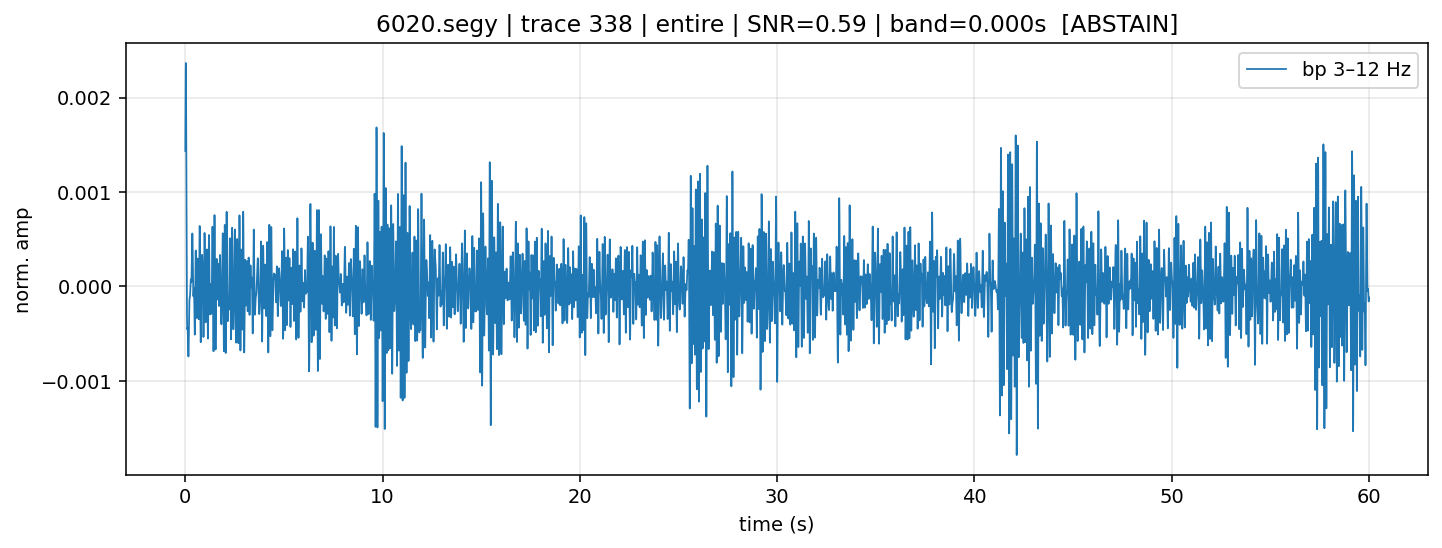 6020.segy | trace 338 | entire | SNR=0.59 | band=0.000s  [ABSTAIN]
bp 3–12 Hz
norm. amp
0.002
0.001
0.000
−0.001
0
10
20
30
40
50
60
time (s)